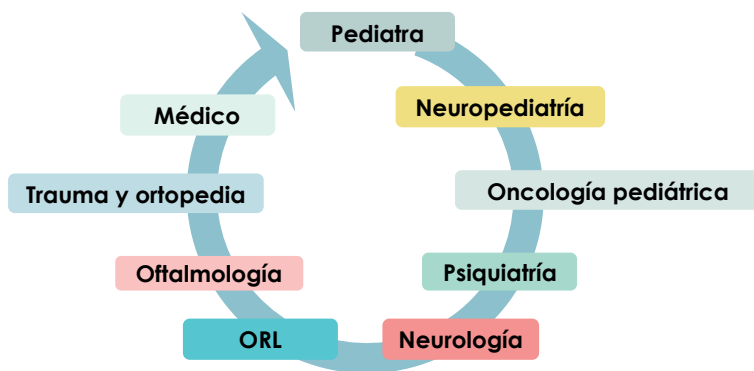 Pediatra
Neuropediatría
Oncología pediátrica
Psiquiatría
Neurología
ORL
Oftalmología
Trauma y ortopedia
Médico